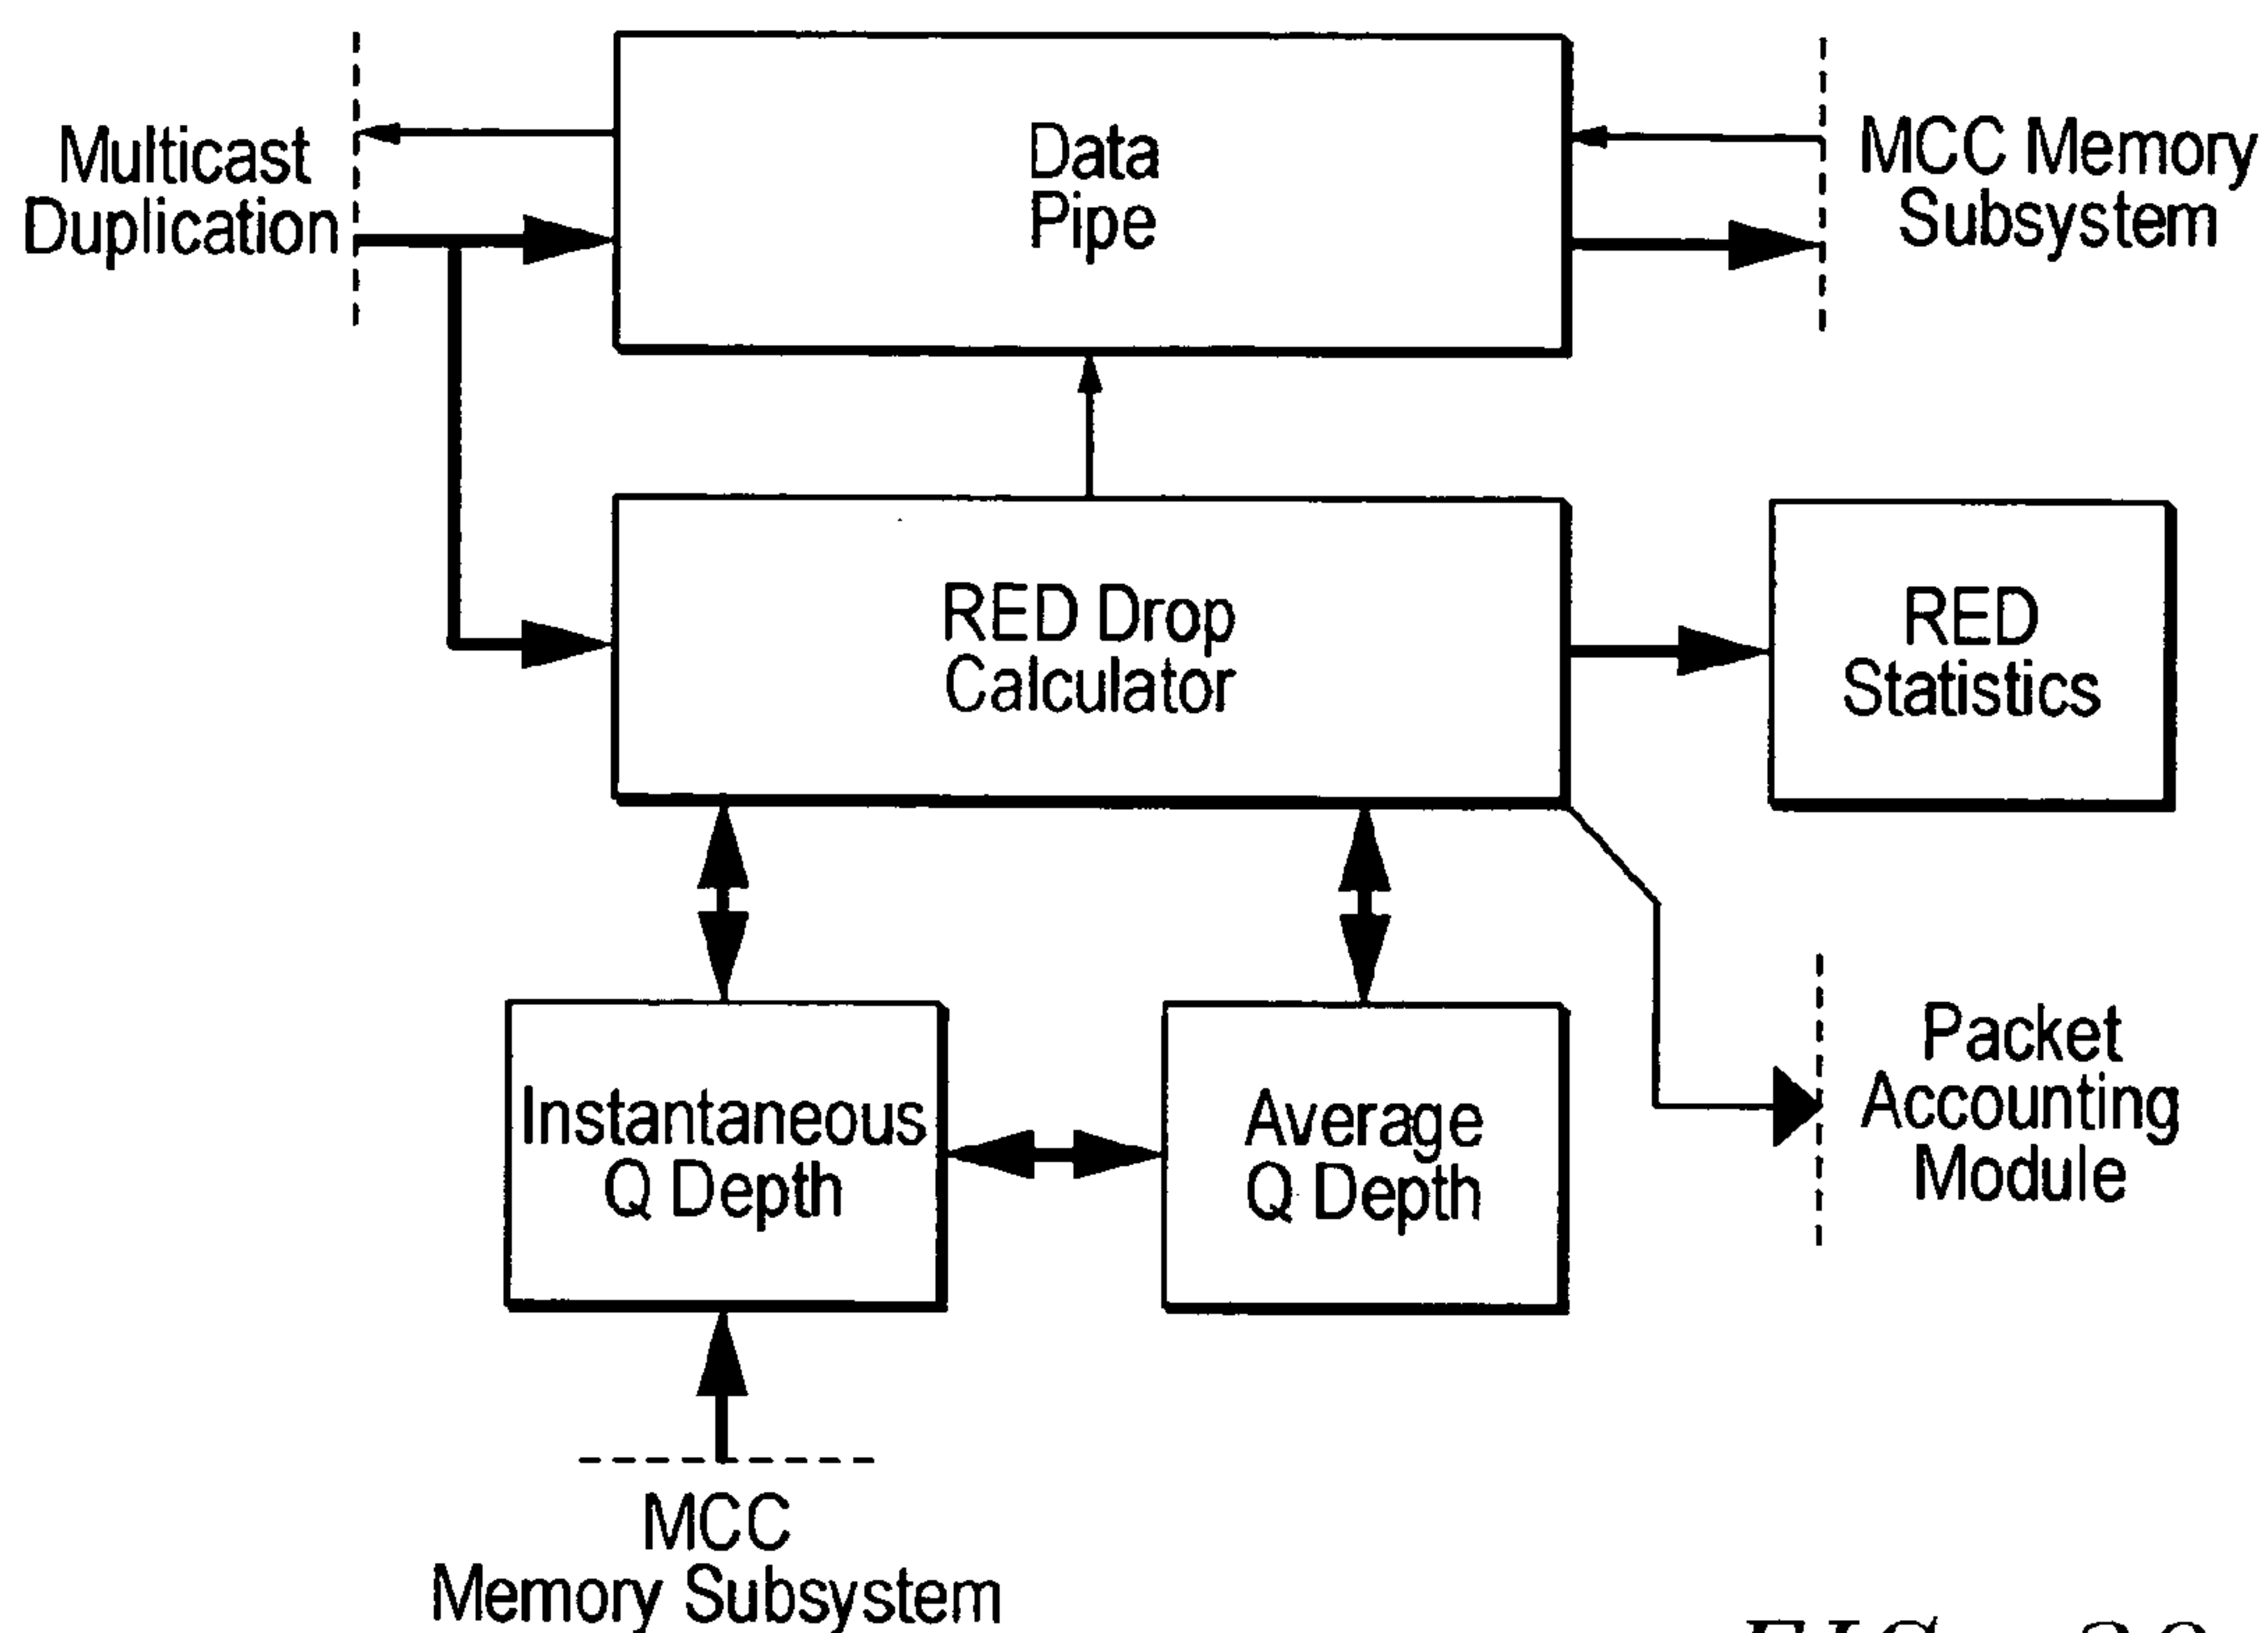 Multicast
Duplication
Data
Pipe
MCC Memory
Subsystem
RED Drop
Calculator
RED
Statistics
Instantaneous
Q Depth
Average
Q Depth
Packet
Accounting
Module
MCC
Memory Subsystem